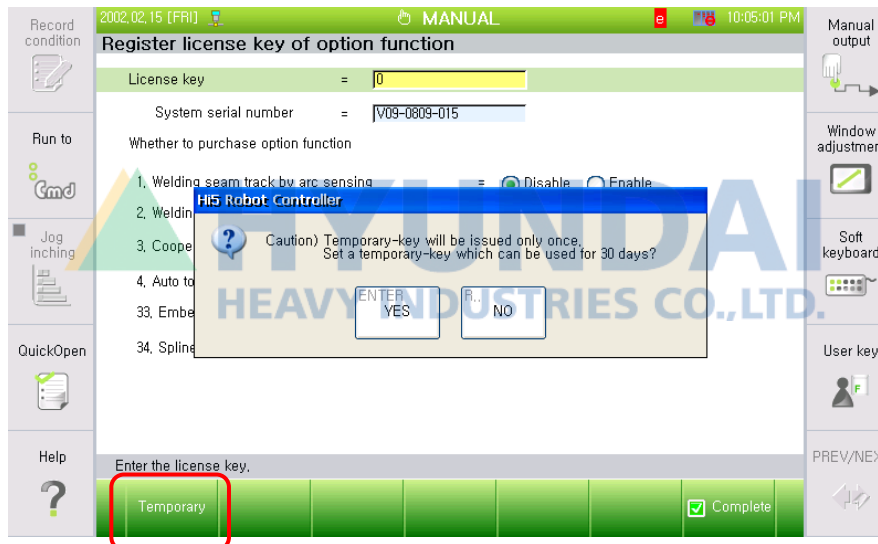 Record
condition
Run to
Cmd
Jog
inching
QuickOpen
Help
2002,02,15 [FRI]
MANUAL
e
10:05:01 PM
Register license key of option function
License key = 0
System serial number = V09-0809-015
Whether to purchase option function
1, Welding seam track by arc sensing = Disable Enable
2, Weldin
3, Coope
4, Auto to
33, Embe
34, Spline
Hi5 Robot Controller
Caution) Temporary-key will be issued only once,
Set a temporary-key which can be used for 30 days?
ENTER
YES
R..
NO
HYUNDAI
HEAVY INDUSTRIES CO.,LTD.
Enter the license key,
Temporary
Complete
Manual
output
Window
adjustmen
Soft
keyboard
User key
F
PREV/NEX